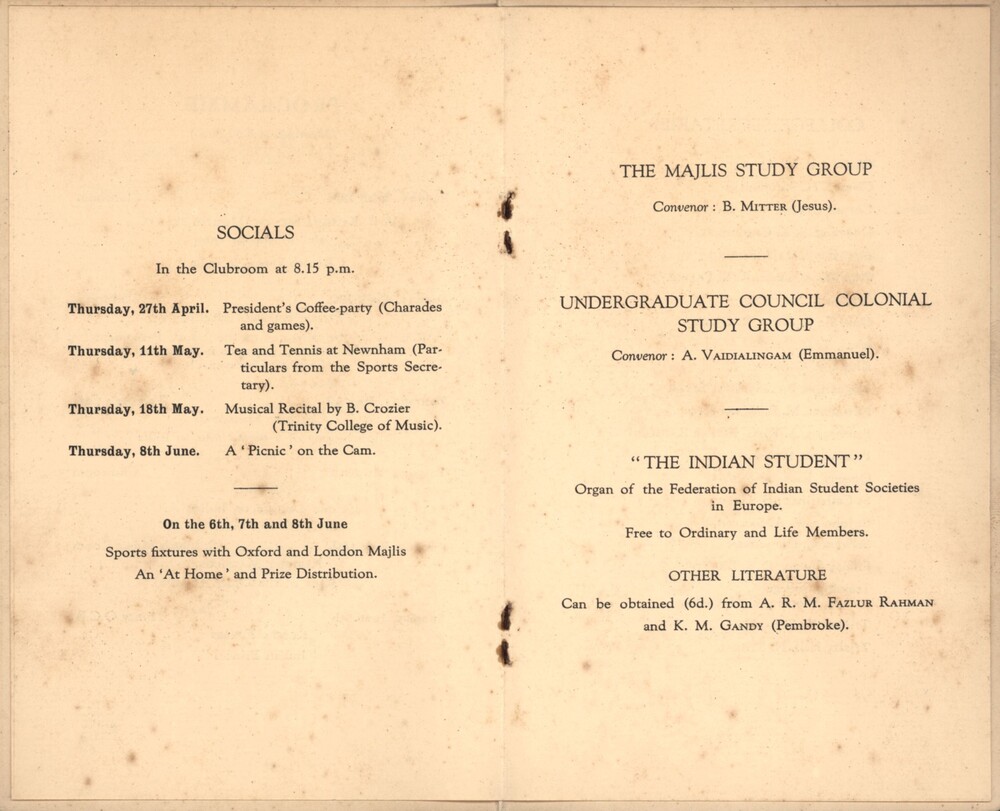 SOCIALS
In the Clubroom at 8.15 p.m.
Thursday, 27th April. President's Coffee-party (Charades
and games).
Thursday, 11th May. Tea and Tennis at Newnham (Par-
ticulars from the Sports Secre-
tary).
Thursday, 18th May. Musical Recital by B. Crozier
(Trinity College of Music).
Thursday, 8th June. A ‘Picnic’ on the Cam.
On the 6th, 7th and 8th June
Sports fixtures with Oxford and London Majlis
An ‘At Home’ and Prize Distribution.
THE MAJLIS STUDY GROUP
Convenor: B. MITTER (Jesus).
UNDERGRADUATE COUNCIL COLONIAL
STUDY GROUP
Convenor: A. VAIDIALINGAM (Emmanuel).
“THE INDIAN STUDENT”
Organ of the Federation of Indian Student Societies
in Europe.
Free to Ordinary and Life Members.
OTHER LITERATURE
Can be obtained (6d.) from A. R. M. FAZLUR RAHMAN
and K. M. GANDY (Pembroke).